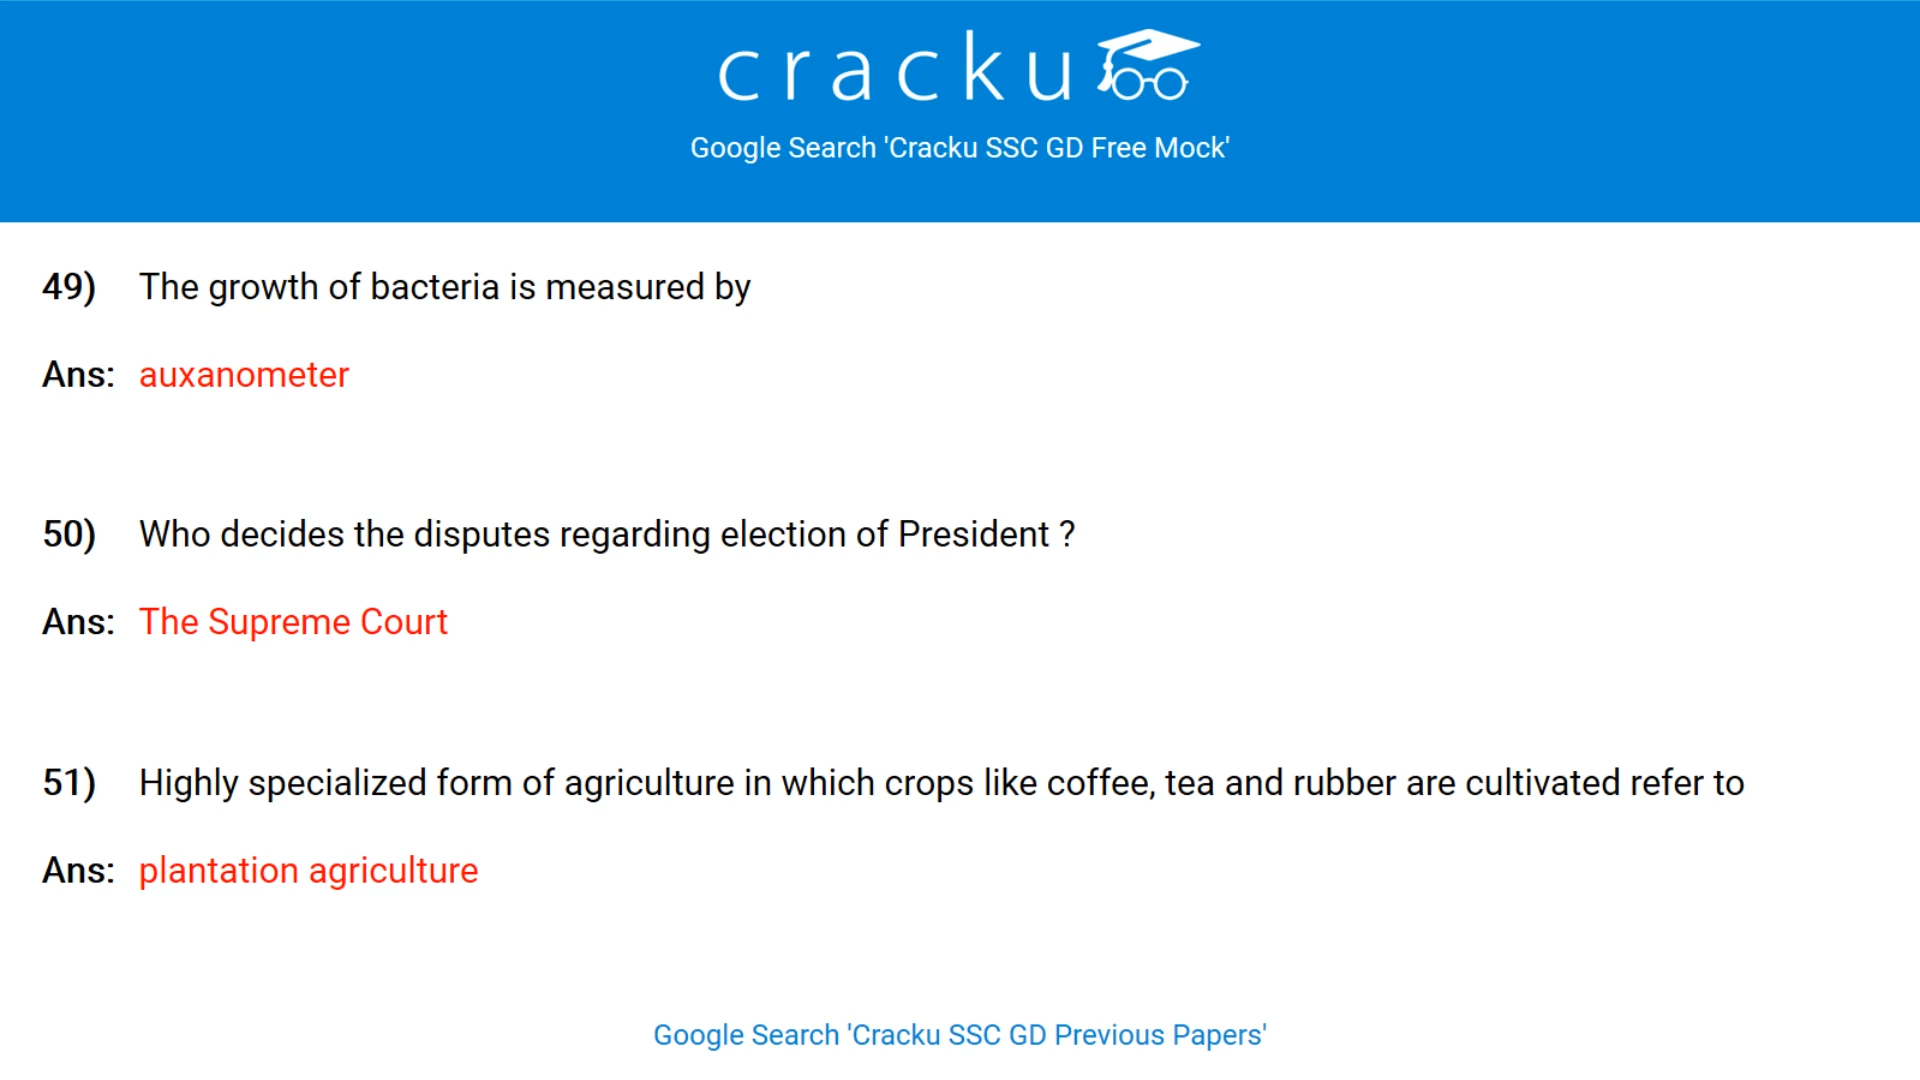 cracku
Google Search 'Cracku SSC GD Free Mock'
49) The growth of bacteria is measured by
Ans: auxanometer
50) Who decides the disputes regarding election of President ?
Ans: The Supreme Court
51) Highly specialized form of agriculture in which crops like coffee, tea and rubber are cultivated refer to
Ans: plantation agriculture
Google Search 'Cracku SSC GD Previous Papers'